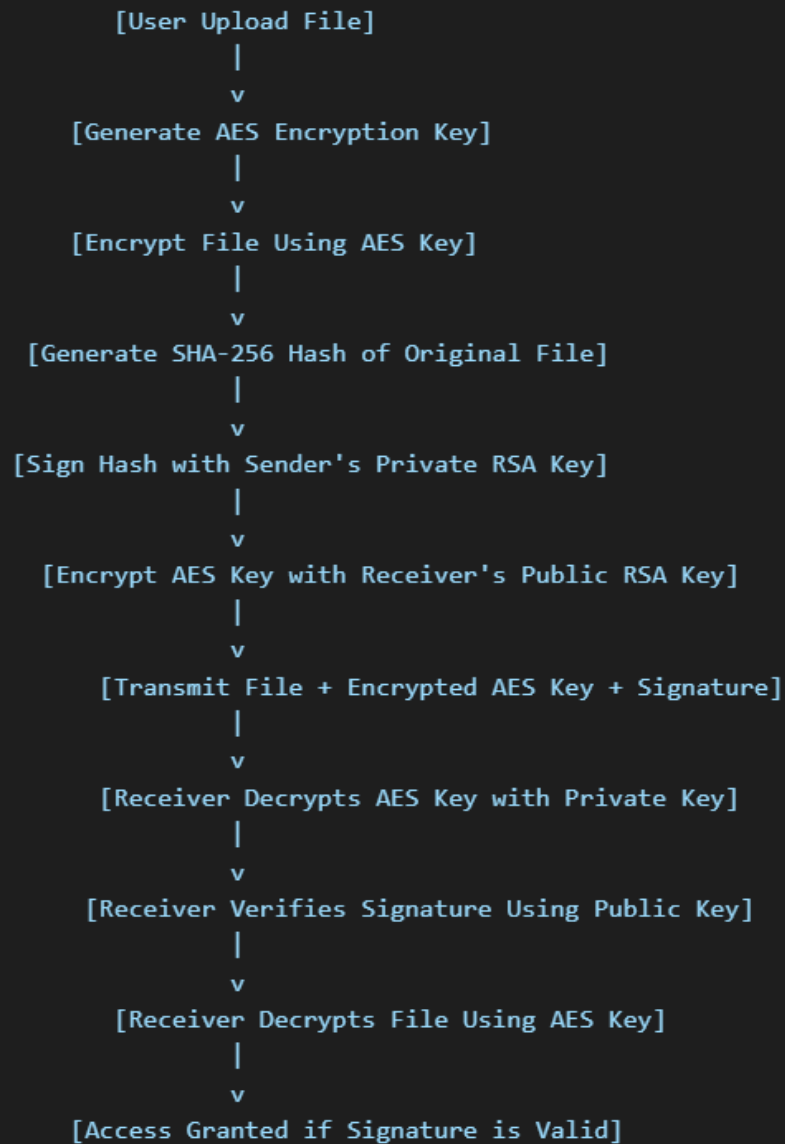 [User Upload File]
|
v
[Generate AES Encryption Key]
|
v
[Encrypt File Using AES Key]
|
v
[Generate SHA-256 Hash of Original File]
|
v
[Sign Hash with Sender's Private RSA Key]
|
v
[Encrypt AES Key with Receiver's Public RSA Key]
|
v
[Transmit File + Encrypted AES Key + Signature]
|
v
[Receiver Decrypts AES Key with Private Key]
|
v
[Receiver Verifies Signature Using Public Key]
|
v
[Receiver Decrypts File Using AES Key]
|
v
[Access Granted if Signature is Valid]